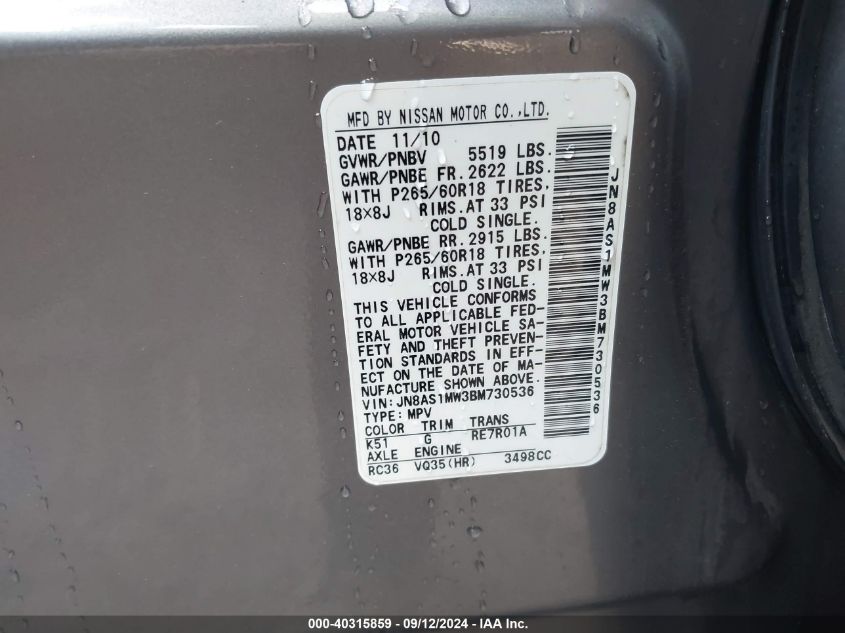 MFD BY NISSAN MOTOR CO.,LTD.
DATE 11/10
GVWR/PNBV 5519 LBS.
GAWR/PNBE FR. 2622 LBS.
WITH P265/60R18 TIRES,
18×8J RIMS. AT 33 PSI
COLD SINGLE.
GAWR/PNBE RR. 2915 LBS.
WITH P265/60R18 TIRES,
18×8J RIMS. AT 33 PSI
COLD SINGLE.
THIS VEHICLE CONFORMS
TO ALL APPLICABLE FED-
ERAL MOTOR VEHICLE SA-
FETY AND THEFT PREVEN-
TION STANDARDS IN EFF-
ECT ON THE DATE OF MA-
NUFACTURE SHOWN ABOVE.
VIN: JN8AS1MW3BM730536
TYPE: MPV
COLOR TRIM TRANS
K51 G RE7R01A
AXLE ENGINE
RC36 VQ35(HR) 3498CC
JN8AS1MW3BM730536
000-40315859 - 09/12/2024 - IAA Inc.